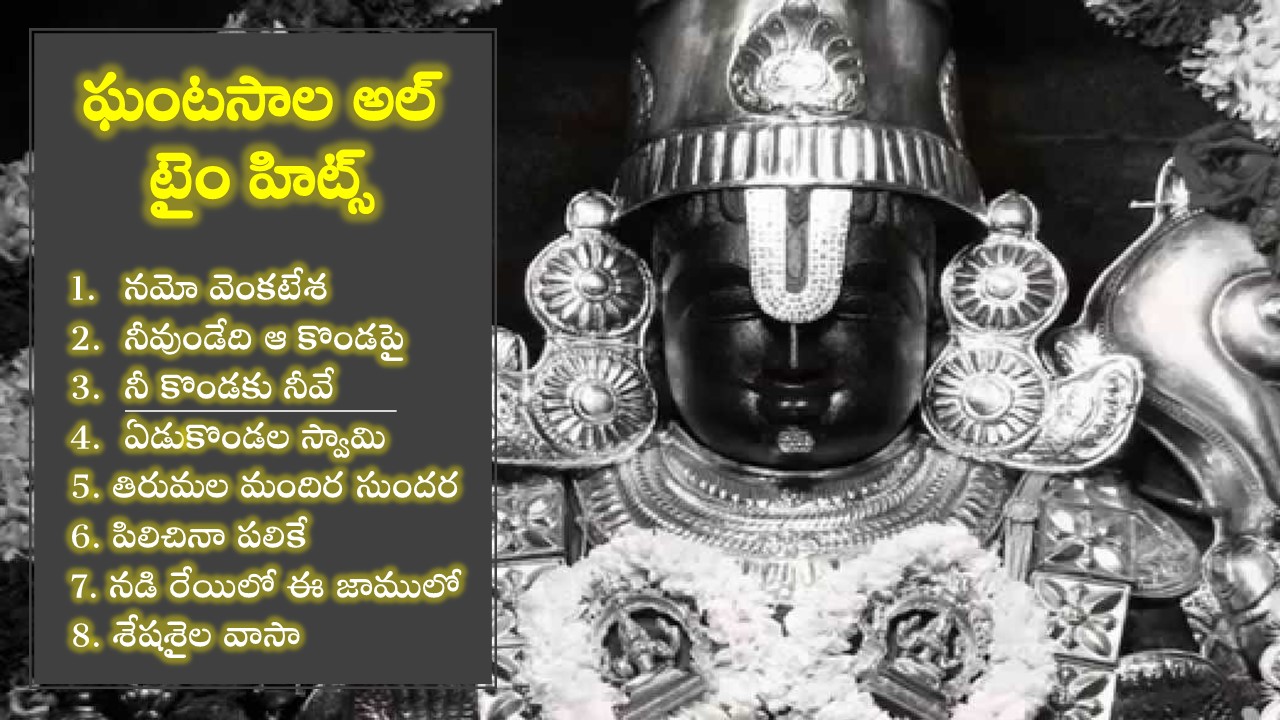 ఘంటసాల అల్
టైం హిట్స్
1. నమో వెంకటేశ
2. నీవుండేది ఆ కొండపై
3. నీ కొండకు నీవే
4. ఏడుకొండల స్వామి
5. తిరుమల మందిర సుందర
6. పిలిచినా పలికే
7. నడి రేయిలో ఈ జాములో
8. శేషశైల వాసా